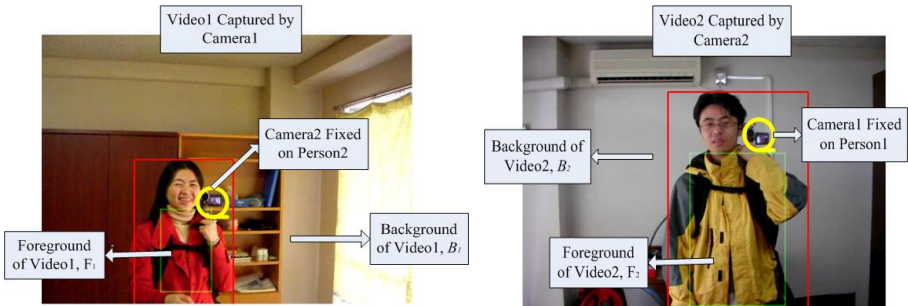 Video1 Captured by
Camera1
Camera2 Fixed
on Person2
Foreground
of Video1, F₁
Background
of Video1, B₁
Video2 Captured by
Camera2
Camera1 Fixed
on Person1
Background of
Video2, B₂
Foreground of
Video2, F₂